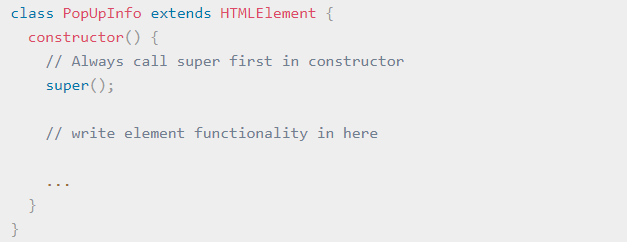 class PopUpInfo extends HTMLElement {
  constructor() {
    // Always call super first in constructor
    super();

    // write element functionality in here

    ...
  }
}